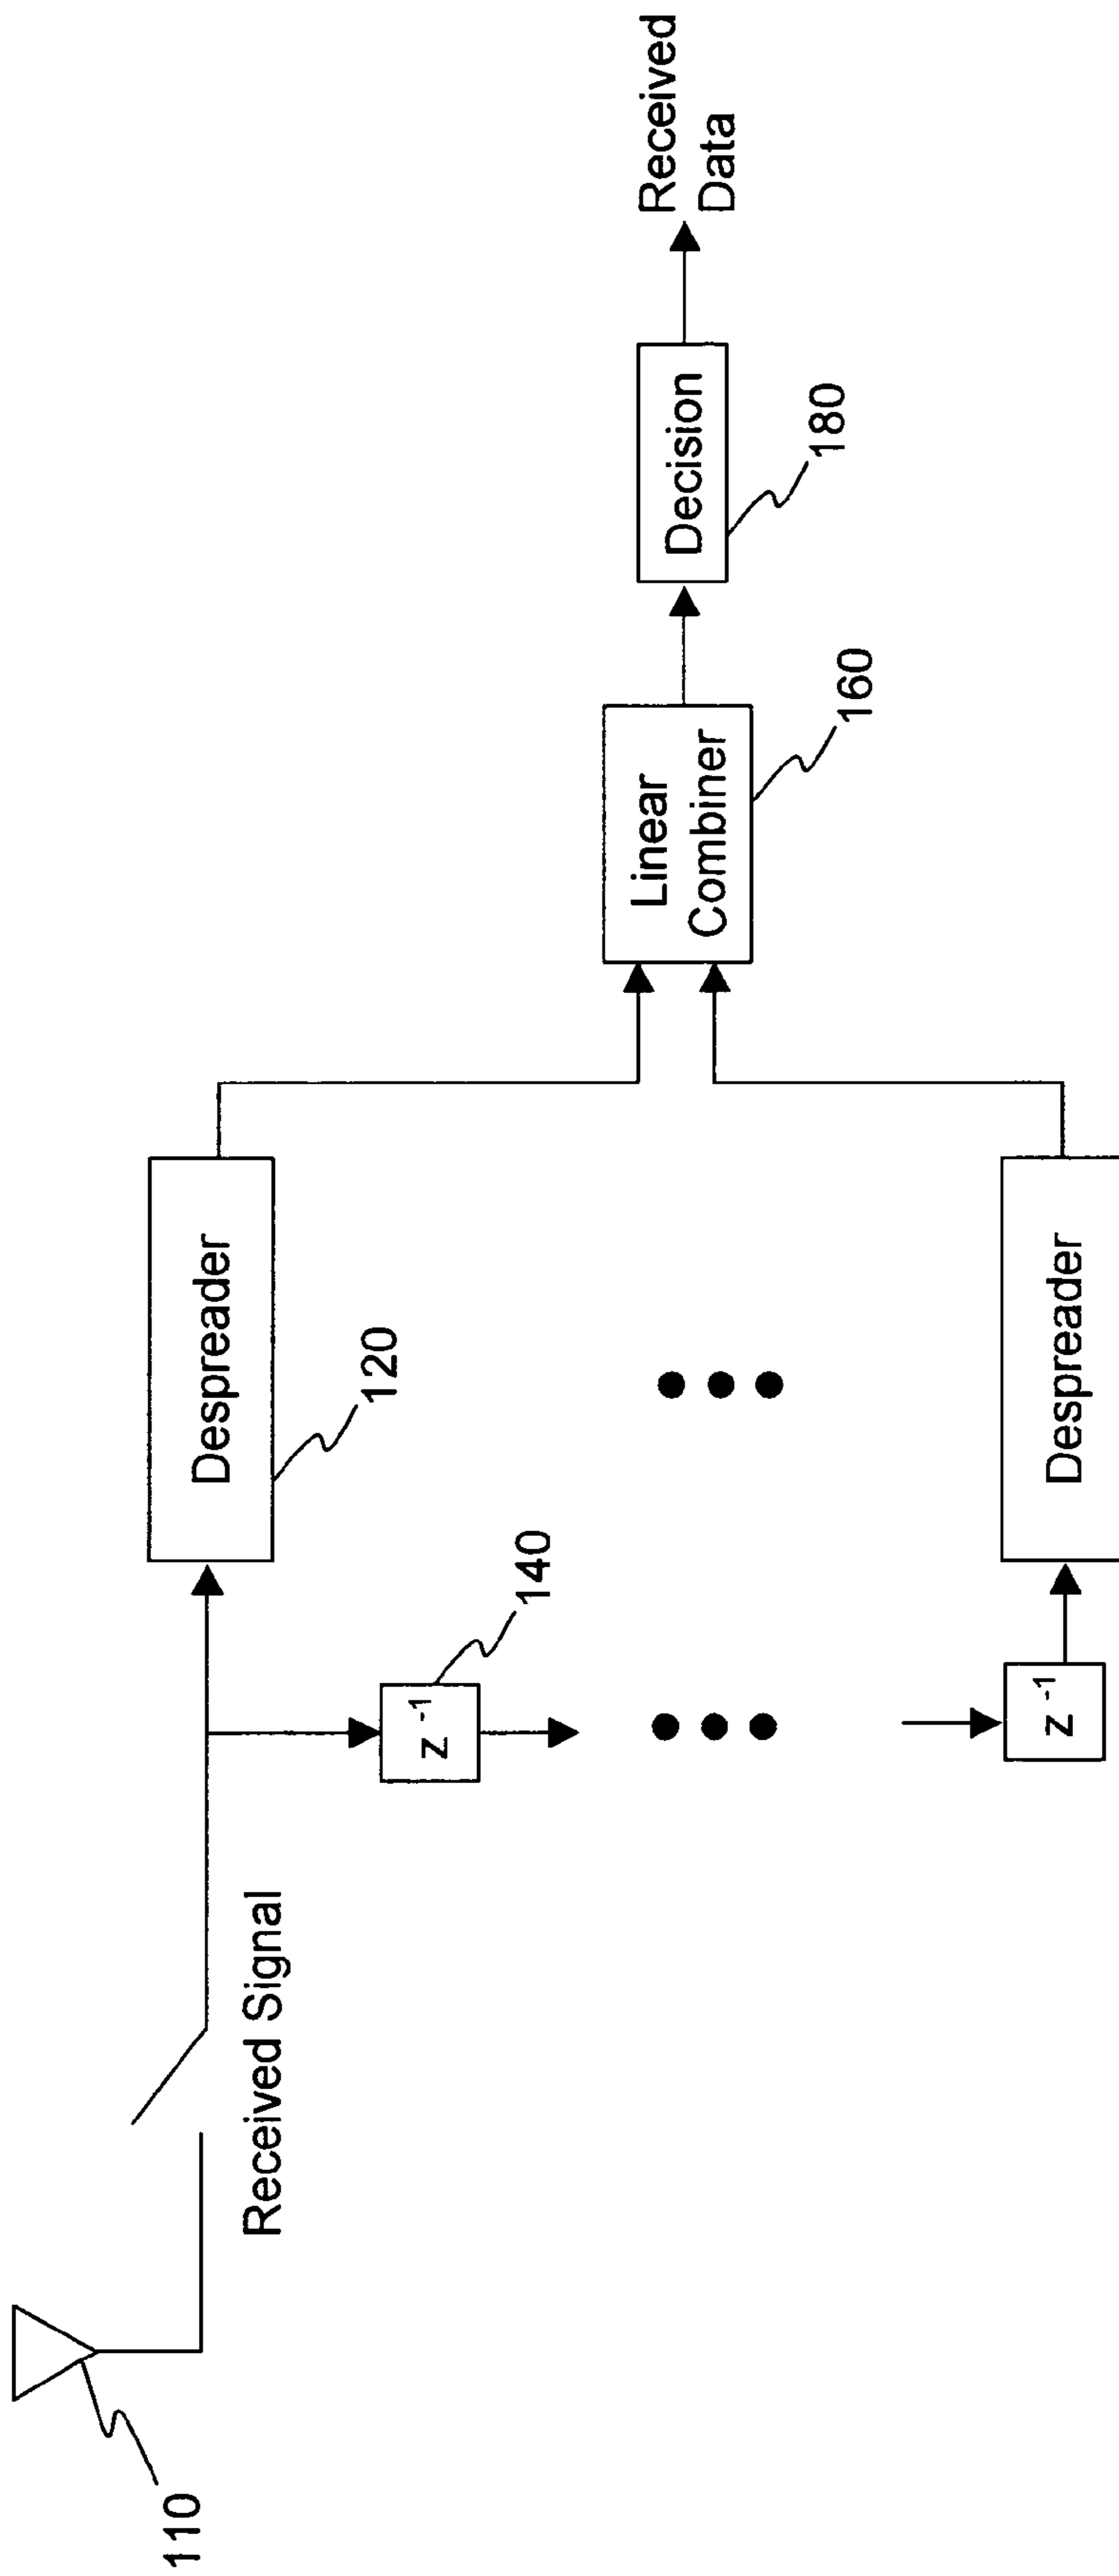 110
Received Signal
z -1
140
Despreader
120
z -1
Despreader
Linear
Combiner
160
Decision
180
Received
Data